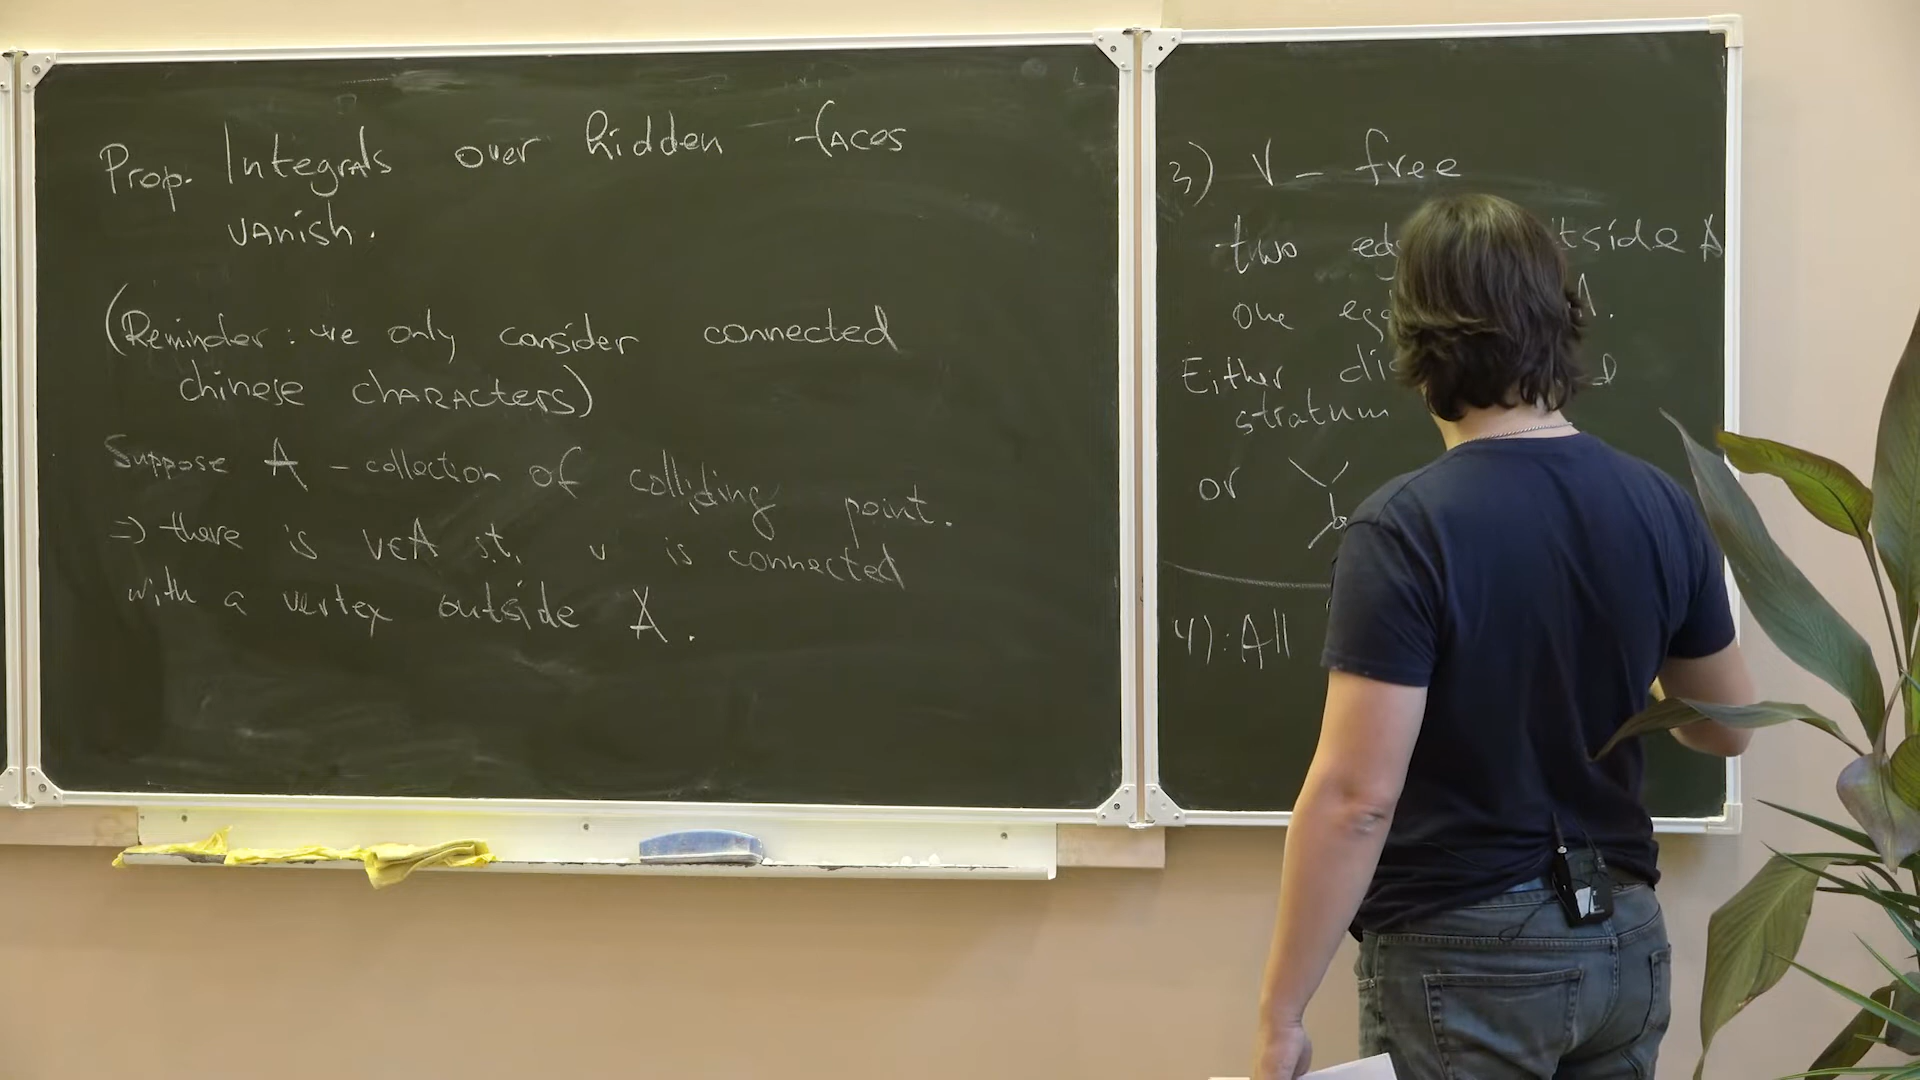 Prop. Integrals over hidden faces
vanish.
(Reminder: we only consider connected
chinese characters)
Suppose A - collection of colliding point.
=> there is v∈A st. v is connected
with a vertex outside A.
3) V - free
two
one
Either
stratum
or
4): All